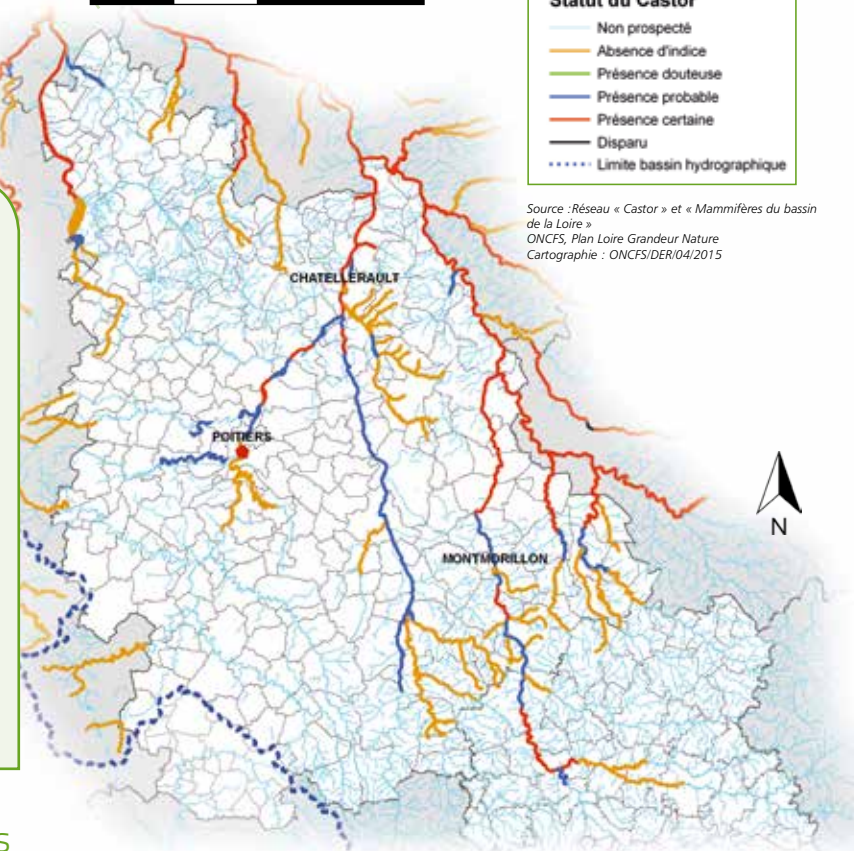 Statut du Castor
Non prospecté
Absence d'indice
Présence douteuse
Présence probable
Présence certaine
Disparu
Limite bassin hydrographique
Source : Réseau « Castor » et « Mammifères du bassin
de la Loire »
ONCFS, Plan Loire Grandeur Nature
Cartographie : ONCFS/DER/04/2015
CHATELLERAULT
POITIERS
MONTMORILLON
N
s